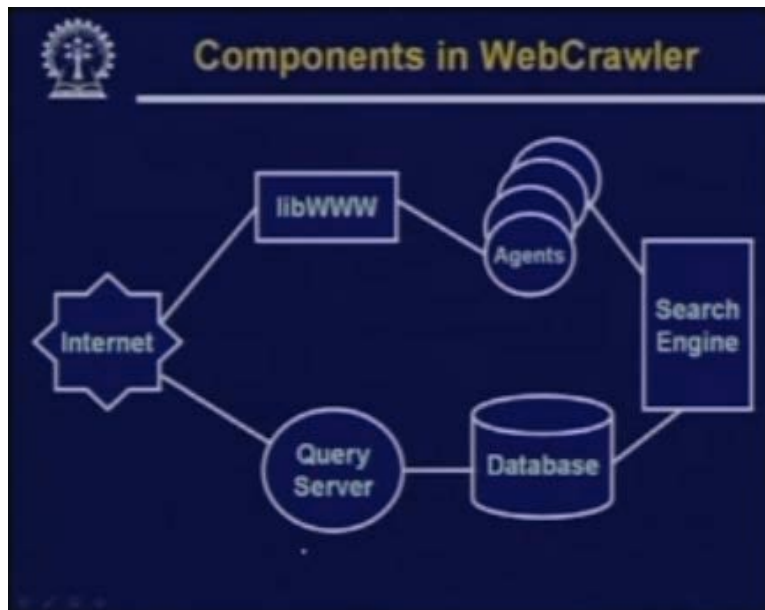 Components in WebCrawler
libWWW
Agents
Internet
Search
Engine
Query
Server
Database